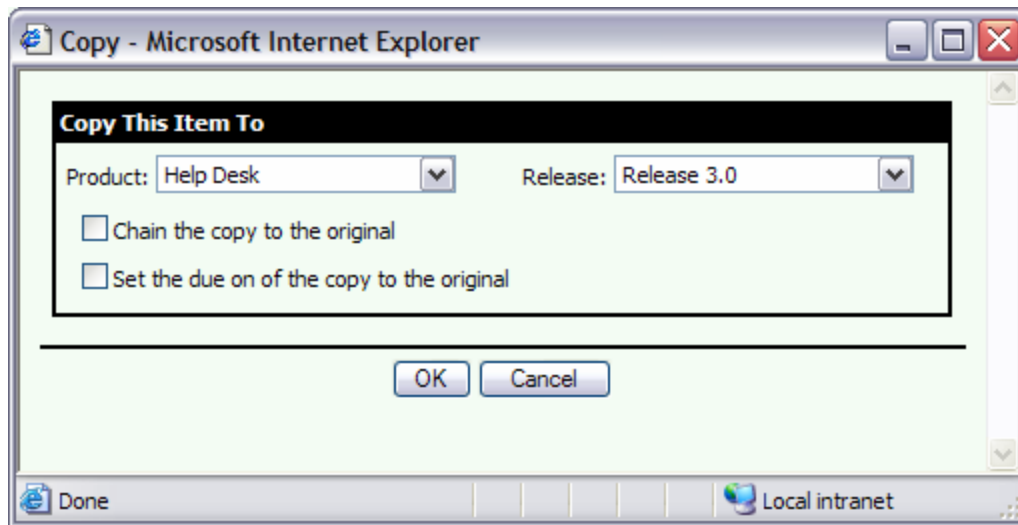 Copy - Microsoft Internet Explorer
Copy This Item To
Product: Help Desk Release: Release 3.0
Chain the copy to the original
Set the due on of the copy to the original
OK Cancel
Done Local intranet